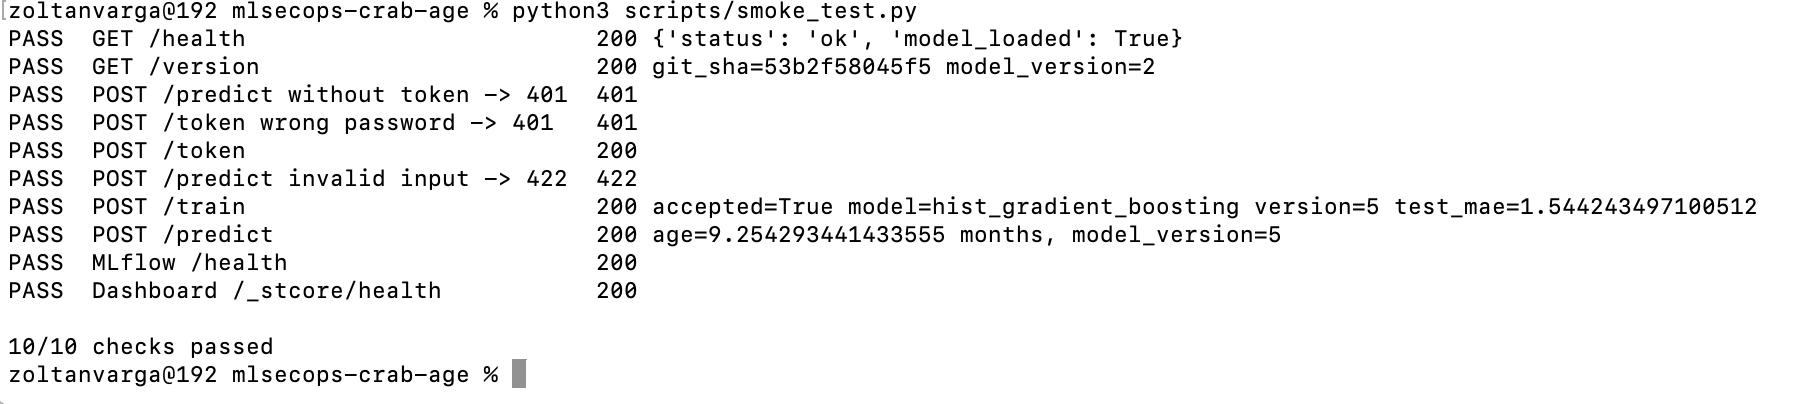 [zoltanvarga@192 mlsecops-crab-age % python3 scripts/smoke_test.py
PASS  GET /health                         200 {'status': 'ok', 'model_loaded': True}
PASS  GET /version                        200 git_sha=53b2f58045f5 model_version=2
PASS  POST /predict without token -> 401  401
PASS  POST /token wrong password -> 401   401
PASS  POST /token                         200
PASS  POST /predict invalid input -> 422  422
PASS  POST /train                         200 accepted=True model=hist_gradient_boosting version=5 test_mae=1.544243497100512
PASS  POST /predict                       200 age=9.254293441433555 months, model_version=5
PASS  MLflow /health                      200
PASS  Dashboard /_stcore/health           200
10/10 checks passed
zoltanvarga@192 mlsecops-crab-age %